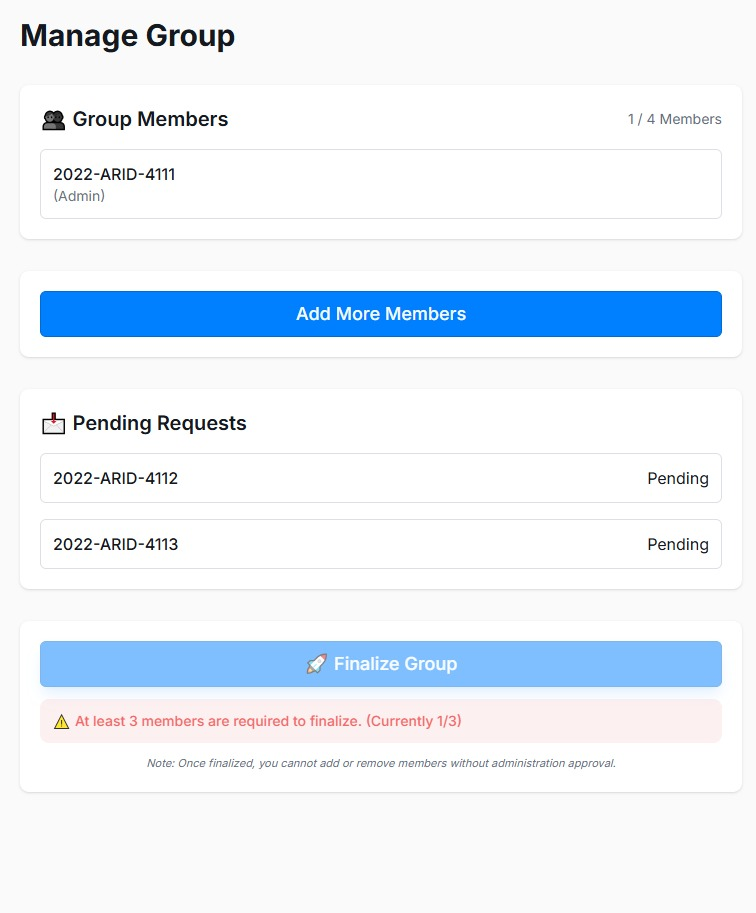 Manage Group
Group Members
1 / 4 Members
2022-ARID-4111
(Admin)
Add More Members
Pending Requests
2022-ARID-4112
Pending
2022-ARID-4113
Pending
🚀 Finalize Group
⚠️ At least 3 members are required to finalize. (Currently 1/3)
Note: Once finalized, you cannot add or remove members without administration approval.